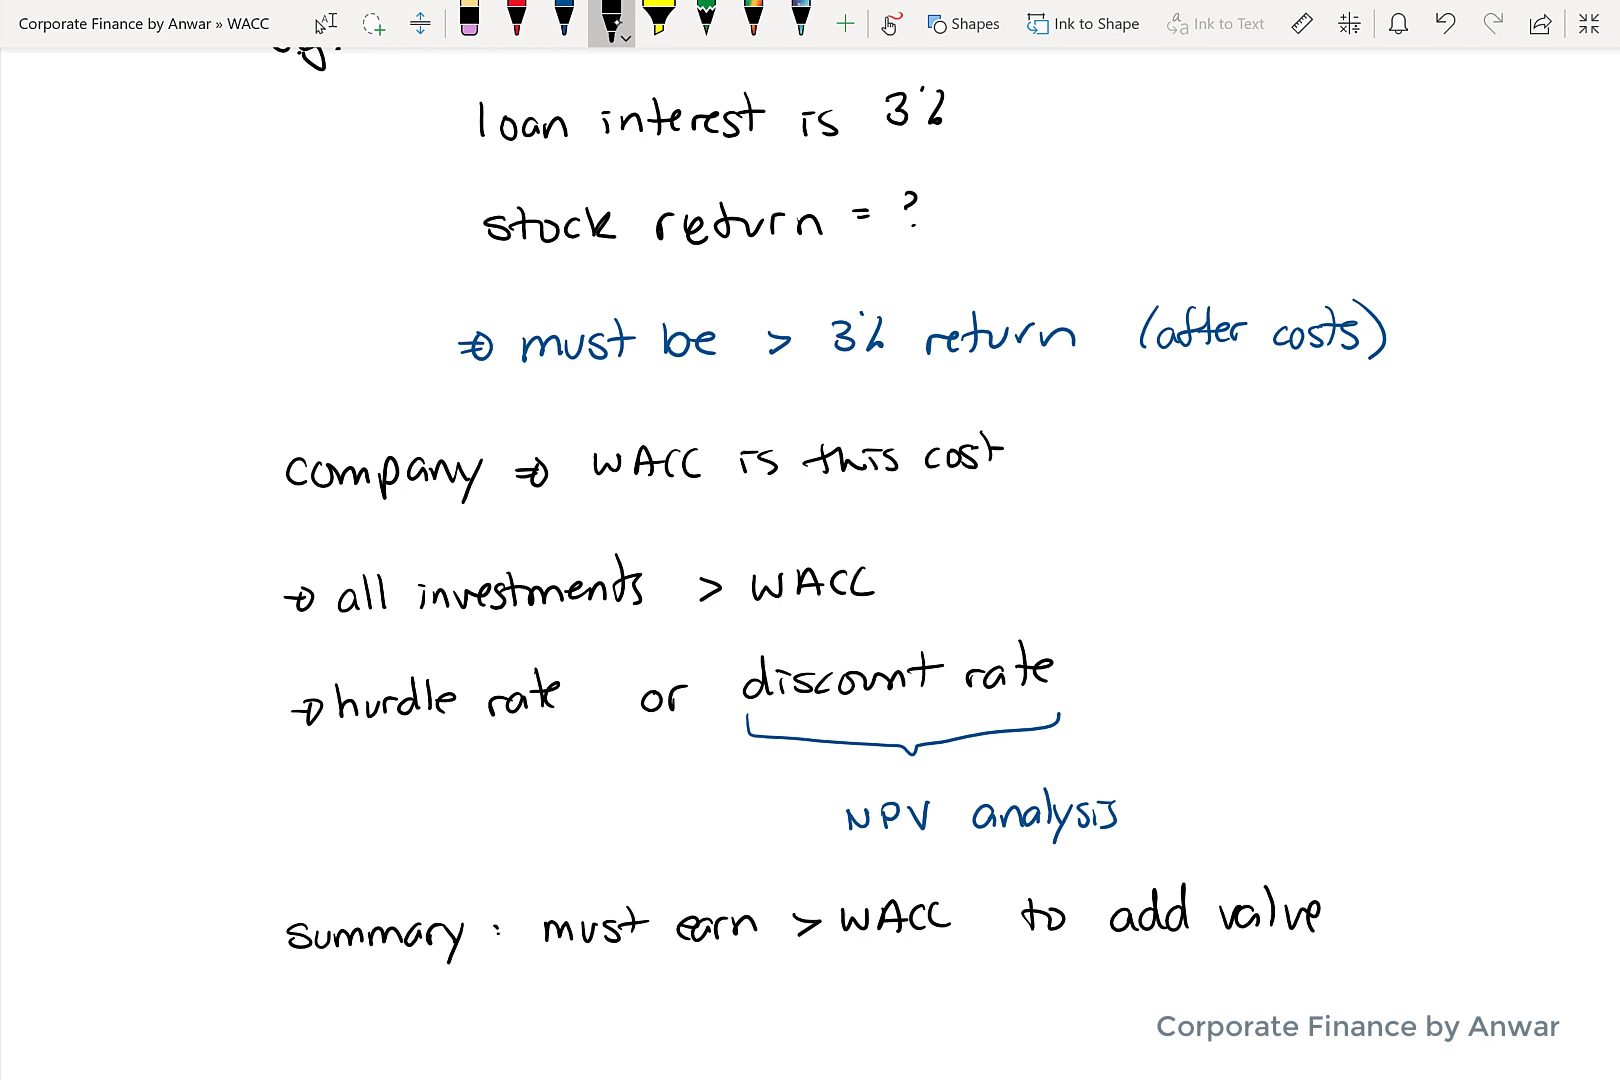 Corporate Finance by Anwar » WACC
Shapes
Ink to Shape
Ink to Text
eg.
loan interest is 3%
stock return = ?
⇒ must be > 3% return (after costs)
company ⇒ WACC is this cost
→ all investments > WACC
→ hurdle rate or discount rate
NPV analysis
summary : must earn > WACC to add value
Corporate Finance by Anwar